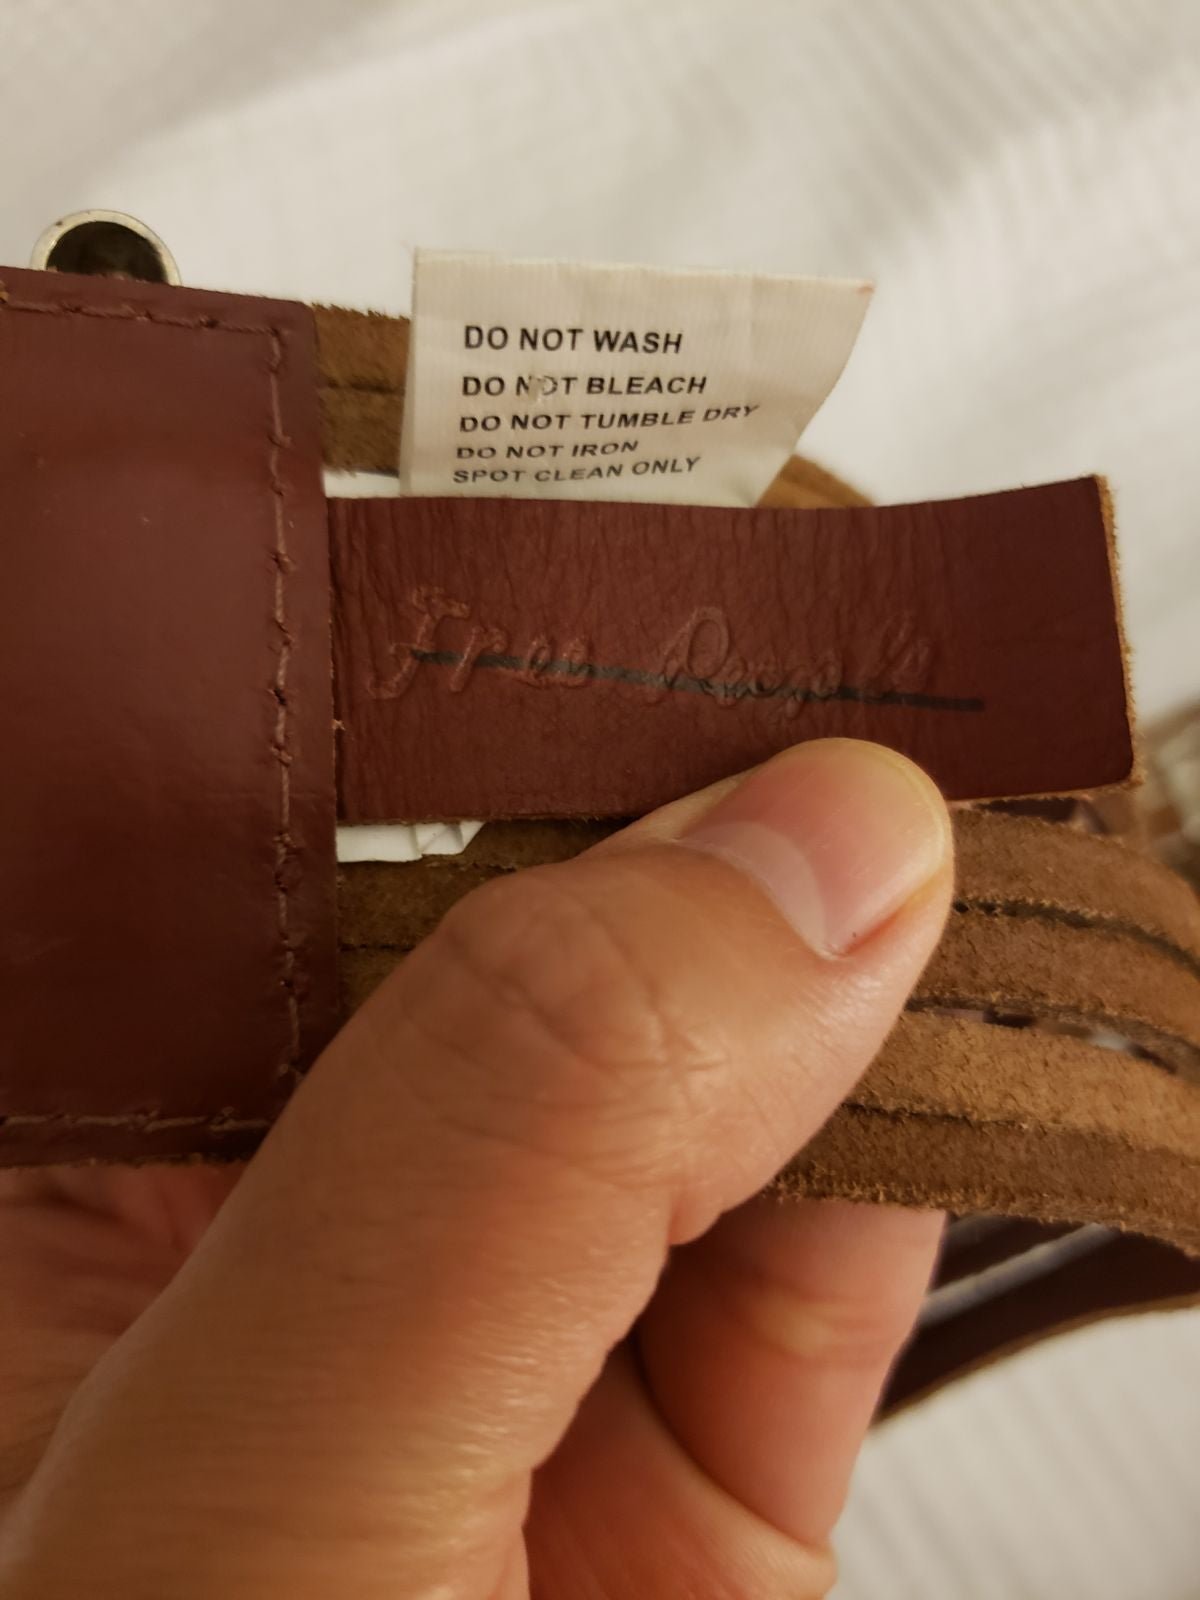 DO NOT WASH
DO NOT BLEACH
DO NOT TUMBLE DRY
DO NOT IRON
SPOT CLEAN ONLY
Free People